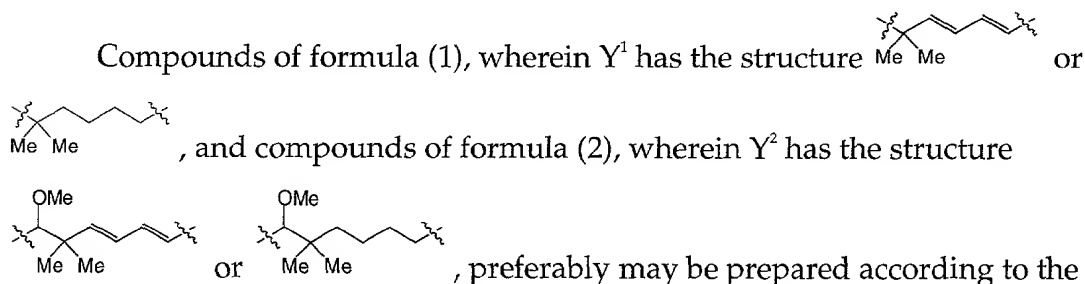 Compounds of formula (1), wherein Y¹ has the structure Me Me or
Me Me , and compounds of formula (2), wherein Y² has the structure
OMe OMe
Me Me or Me Me , preferably may be prepared according to the